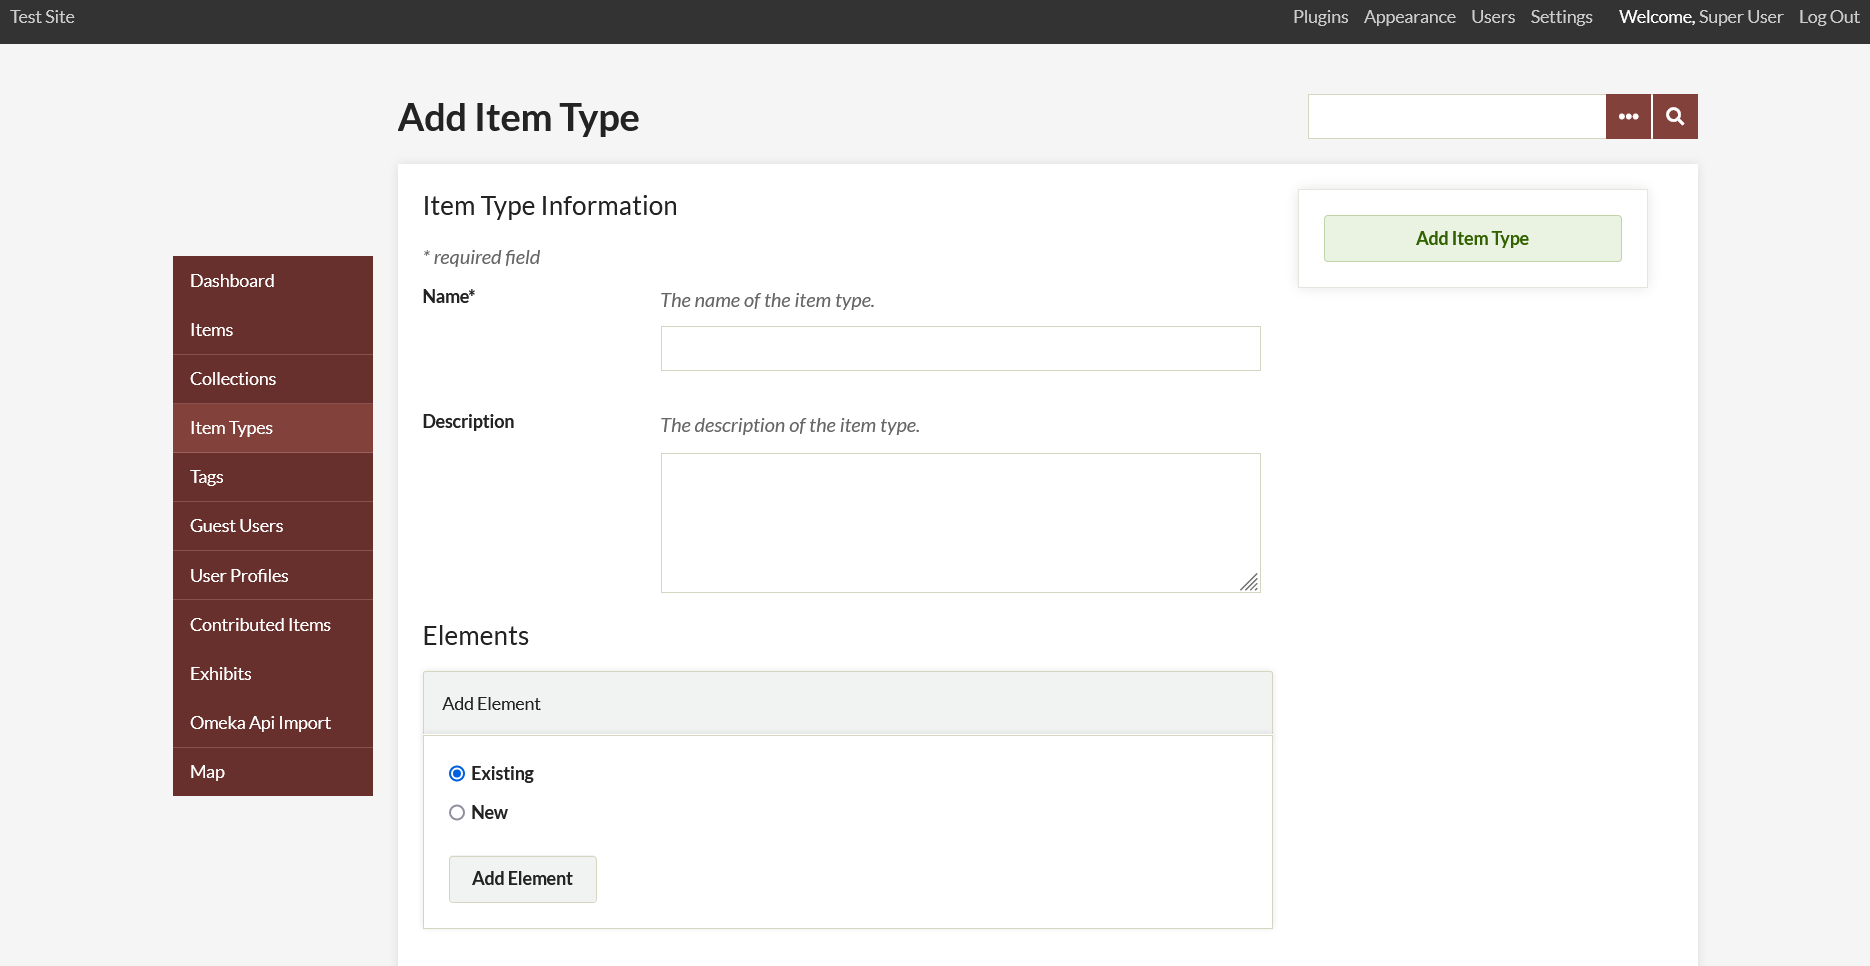 Test Site
Plugins Appearance Users Settings Welcome, Super User Log Out
Add Item Type
Dashboard
Items
Collections
Item Types
Tags
Guest Users
User Profiles
Contributed Items
Exhibits
Omeka Api Import
Map
Item Type Information
* required field
Name*
The name of the item type.
Description
The description of the item type.
Elements
Add Element
Existing
New
Add Element
Add Item Type